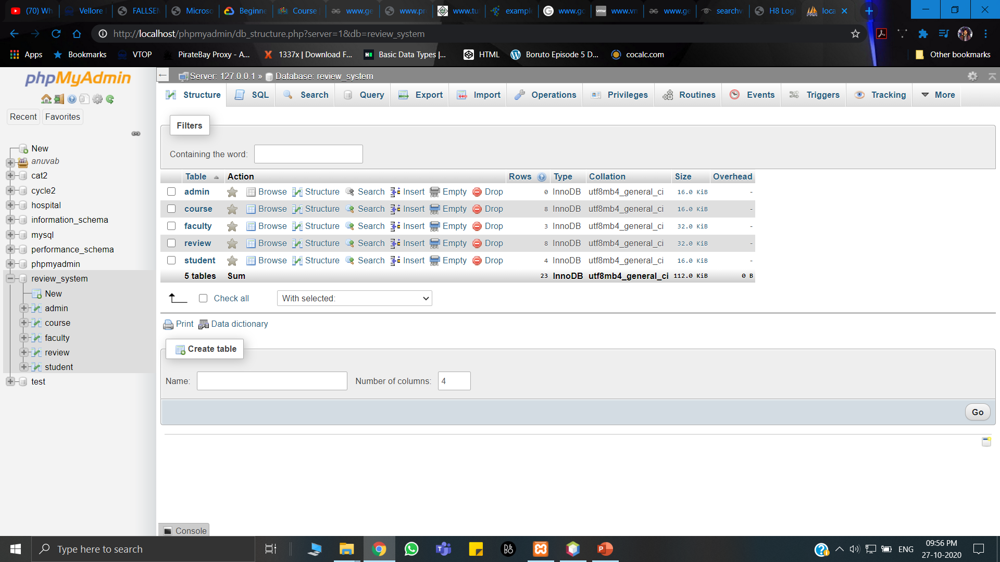 (70) Wh Vellore FALLSEM Microso Beginne Course www.ge www.pr www.tu example www.go www.vm www.ge searchv H8 Logi loca
http://localhost/phpmyadmin/db_structure.php?server=1&db=review_system
Apps Bookmarks VTOP PirateBay Proxy - A... 1337x | Download F... Basic Data Types |... HTML Boruto Episode 5 D... cocalc.com Other bookmarks
phpMyAdmin
Recent Favorites
New
anuvab
cat2
cycle2
hospital
information_schema
mysql
performance_schema
phpmyadmin
review_system
New
admin
course
faculty
review
student
test
Server: 127.0.0.1 » Database: review_system
Structure SQL Search Query Export Import Operations Privileges Routines Events Triggers Tracking More
Filters
Containing the word:
Table Action Rows Type Collation Size Overhead
admin Browse Structure Search Insert Empty Drop 0 InnoDB utf8mb4_general_ci 16.0 KiB -
course Browse Structure Search Insert Empty Drop 8 InnoDB utf8mb4_general_ci 16.0 KiB -
faculty Browse Structure Search Insert Empty Drop 3 InnoDB utf8mb4_general_ci 32.0 KiB -
review Browse Structure Search Insert Empty Drop 8 InnoDB utf8mb4_general_ci 32.0 KiB -
student Browse Structure Search Insert Empty Drop 4 InnoDB utf8mb4_general_ci 16.0 KiB -
5 tables Sum 23 InnoDB utf8mb4_general_ci 112.0 KiB 0 B
Check all With selected:
Print Data dictionary
Create table
Name: Number of columns: 4
Go
Console
Type here to search
ENG
09:56 PM
27-10-2020